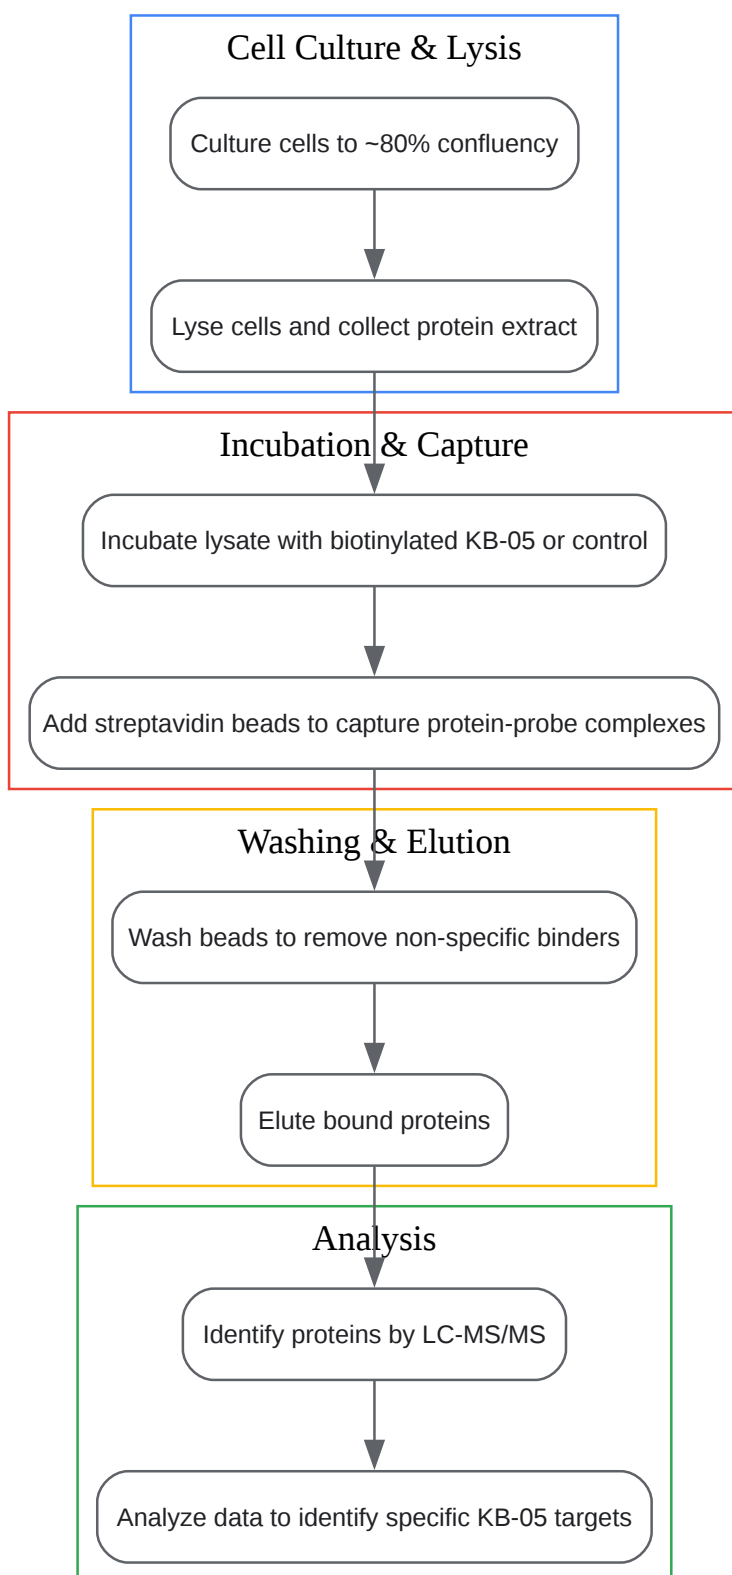 Cell Culture & Lysis
Culture cells to ~80% confluency
Lyse cells and collect protein extract
Incubation & Capture
Incubate lysate with biotinylated KB-05 or control
Add streptavidin beads to capture protein-probe complexes
Washing & Elution
Wash beads to remove non-specific binders
Elute bound proteins
Analysis
Identify proteins by LC-MS/MS
Analyze data to identify specific KB-05 targets